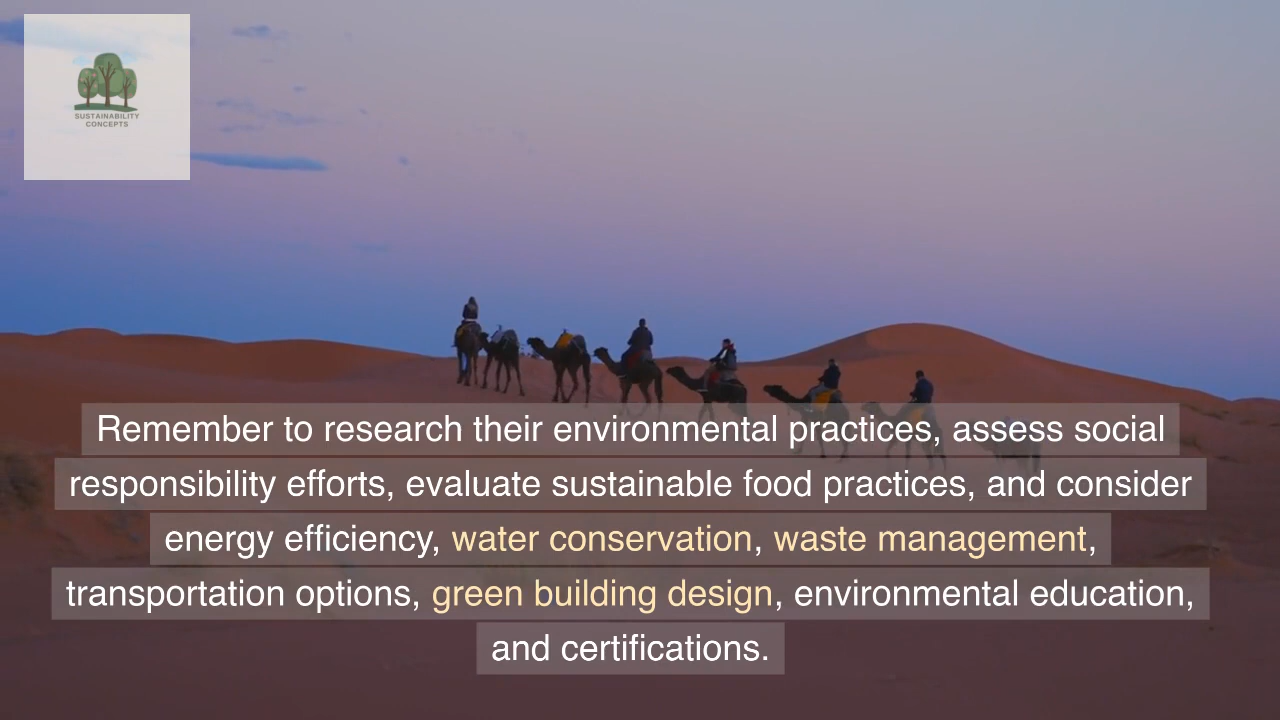 SUSTAINABILITY
CONCEPTS
Remember to research their environmental practices, assess social
responsibility efforts, evaluate sustainable food practices, and consider
energy efficiency, water conservation, waste management,
transportation options, green building design, environmental education,
and certifications.